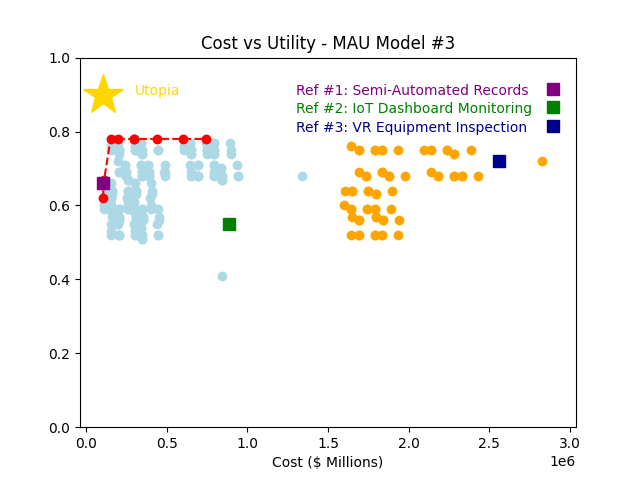 Cost vs Utility - MAU Model #3
1.0
0.8
0.6
0.4
0.2
0.0
Utopia
Ref #1: Semi-Automated Records
Ref #2: IoT Dashboard Monitoring
Ref #3: VR Equipment Inspection
0.0 0.5 1.0 1.5 2.0 2.5 3.0
Cost ($ Millions)
1e6